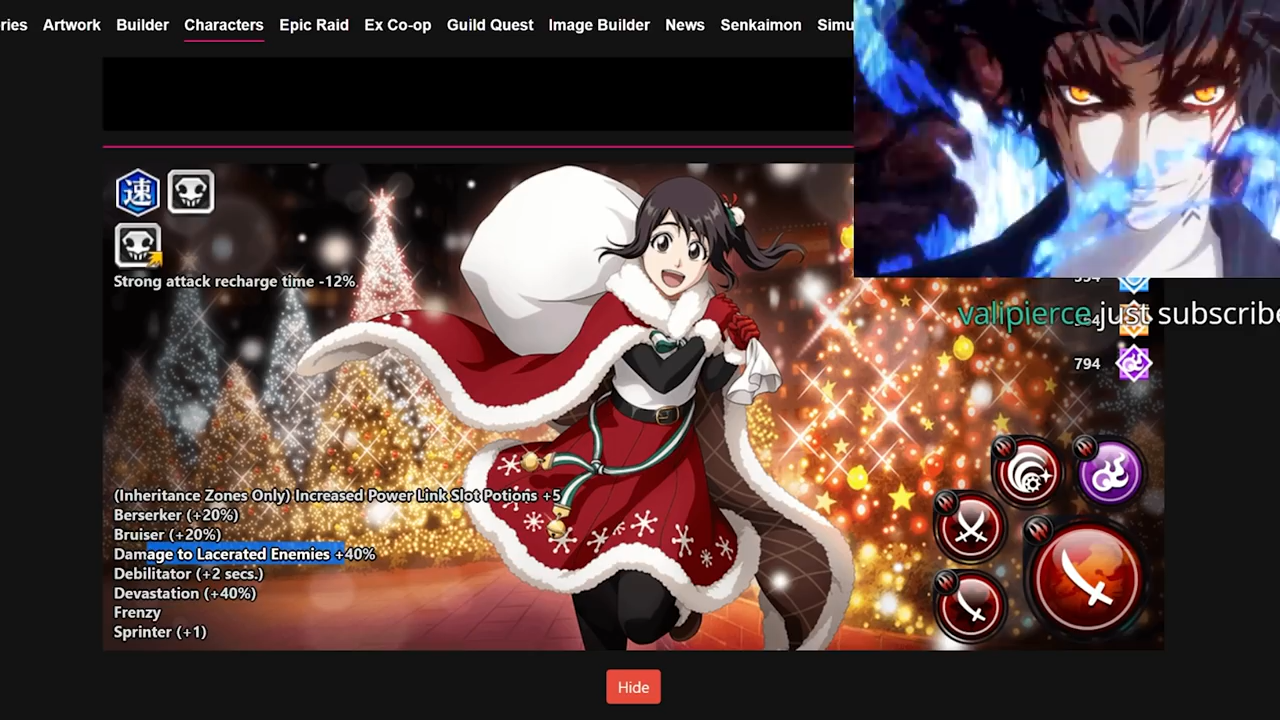 ries Artwork Builder Characters Epic Raid Ex Co-op Guild Quest Image Builder News Senkaimon Simu
速
Strong attack recharge time -12%
valipierce just subscribe
794
(Inheritance Zones Only) Increased Power Link Slot Potions +5
Berserker (+20%)
Bruiser (+20%)
Damage to Lacerated Enemies +40%
Debilitator (+2 secs.)
Devastation (+40%)
Frenzy
Sprinter (+1)
Hide